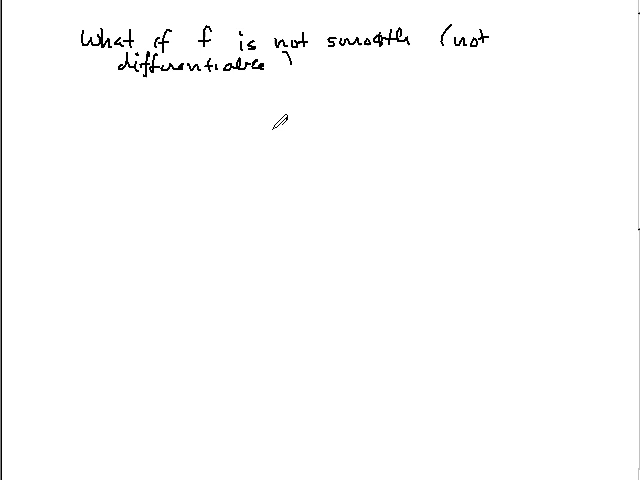 What if f is not smooth (not
differentiable)